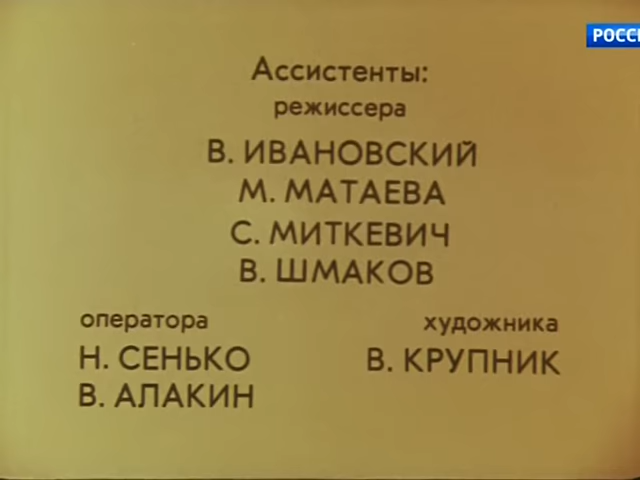 РОССИ
Ассистенты:
режиссера
В. ИВАНОВСКИЙ
М. МАТАЕВА
С. МИТКЕВИЧ
В. ШМАКОВ
оператора
Н. СЕНЬКО
В. АЛАКИН
художника
В. КРУПНИК